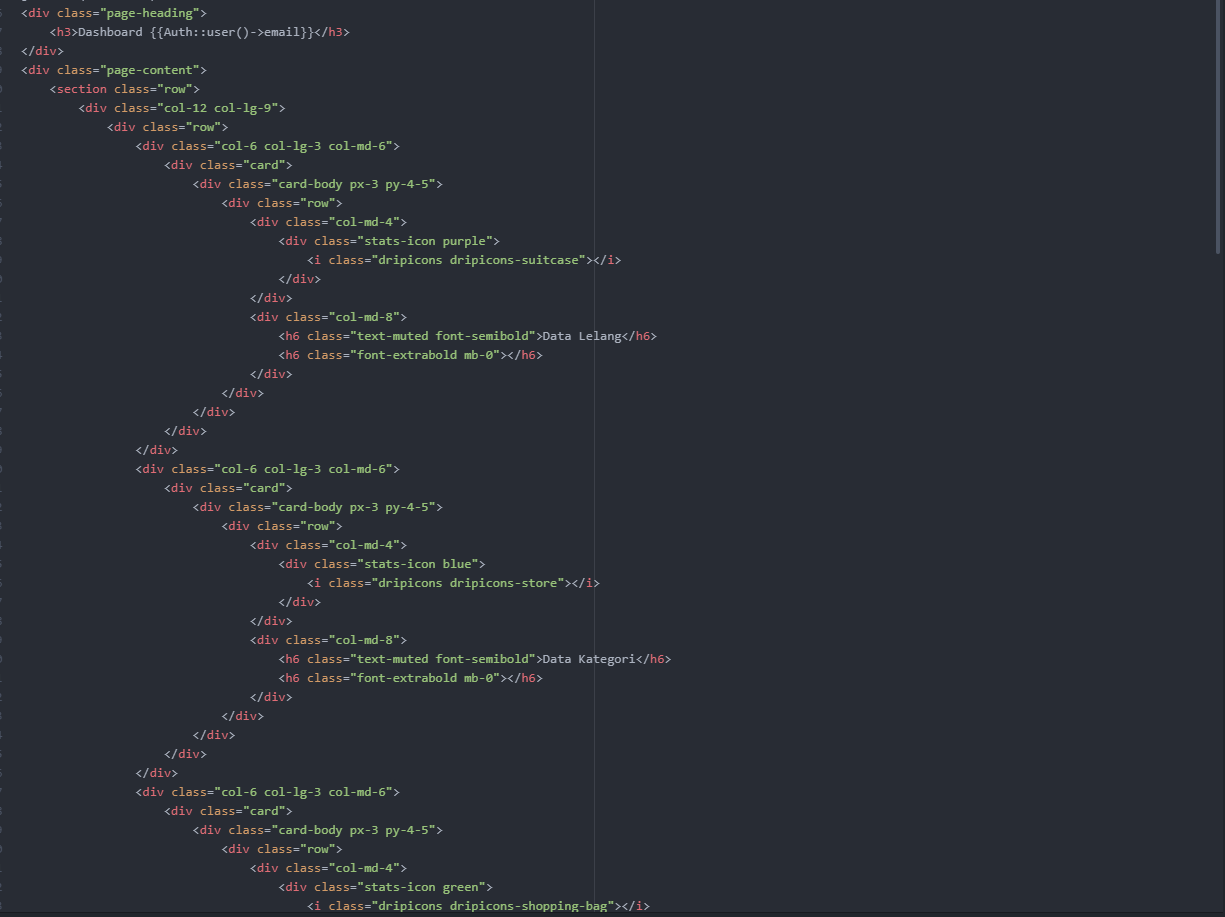 <div class="page-heading">
<h3>Dashboard {{Auth::user()->email}}</h3>
</div>
<div class="page-content">
<section class="row">
<div class="col-12 col-lg-9">
<div class="row">
<div class="col-6 col-lg-3 col-md-6">
<div class="card">
<div class="card-body px-3 py-4-5">
<div class="row">
<div class="col-md-4">
<div class="stats-icon purple">
<i class="dripicons dripicons-suitcase"></i>
</div>
</div>
<div class="col-md-8">
<h6 class="text-muted font-semibold">Data Lelang</h6>
<h6 class="font-extrabold mb-0"></h6>
</div>
</div>
</div>
</div>
</div>
<div class="col-6 col-lg-3 col-md-6">
<div class="card">
<div class="card-body px-3 py-4-5">
<div class="row">
<div class="col-md-4">
<div class="stats-icon blue">
<i class="dripicons dripicons-store"></i>
</div>
</div>
<div class="col-md-8">
<h6 class="text-muted font-semibold">Data Kategori</h6>
<h6 class="font-extrabold mb-0"></h6>
</div>
</div>
</div>
</div>
</div>
<div class="col-6 col-lg-3 col-md-6">
<div class="card">
<div class="card-body px-3 py-4-5">
<div class="row">
<div class="col-md-4">
<div class="stats-icon green">
<i class="dripicons dripicons-shopping-bag"></i>